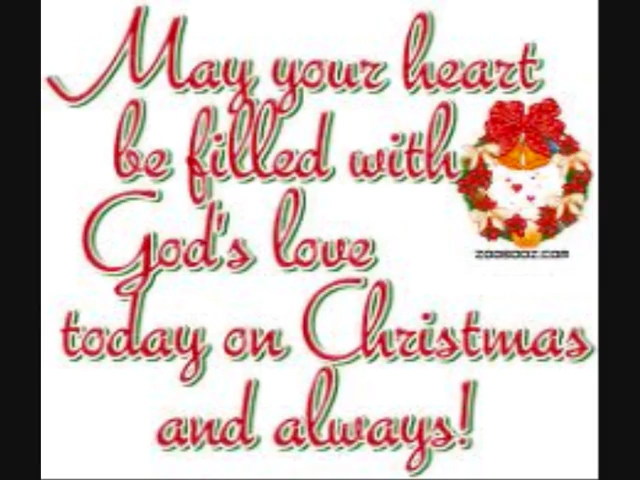 May your heart
be filled with
God's love
today on Christmas
and always!